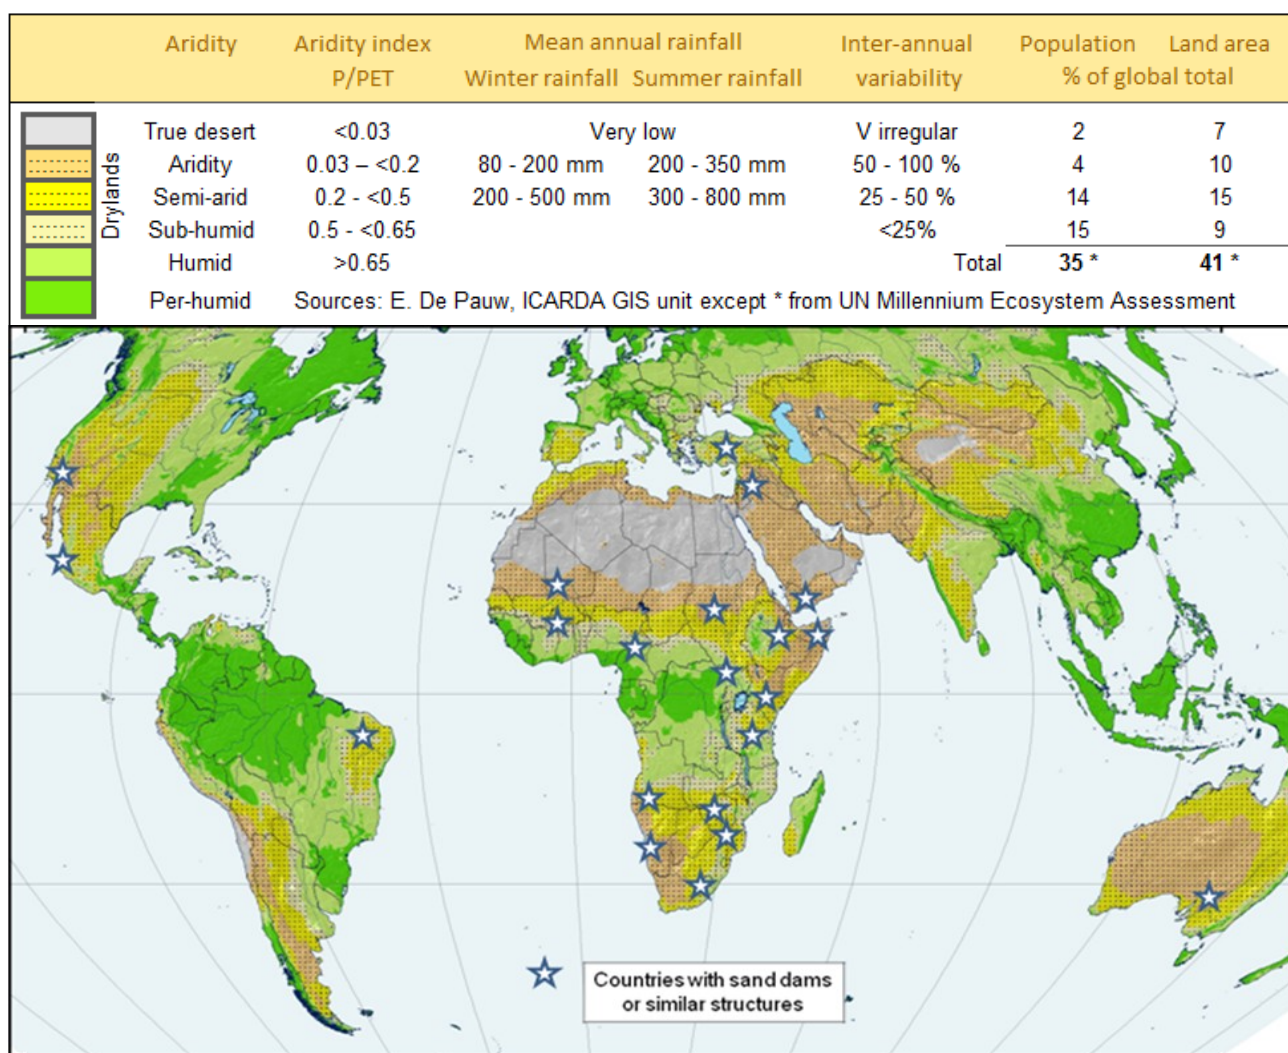 Aridity Aridity index Mean annual rainfall Inter-annual Population Land area
P/PET Winter rainfall Summer rainfall variability % of global total
Drylands
True desert <0.03 Very low V irregular 2 7
Aridity 0.03 – <0.2 80 - 200 mm 200 - 350 mm 50 - 100 % 4 10
Semi-arid 0.2 - <0.5 200 - 500 mm 300 - 800 mm 25 - 50 % 14 15
Sub-humid 0.5 - <0.65 <25% 15 9
Humid >0.65 Total 35 * 41 *
Per-humid Sources: E. De Pauw, ICARDA GIS unit except * from UN Millennium Ecosystem Assessment
Countries with sand dams
or similar structures